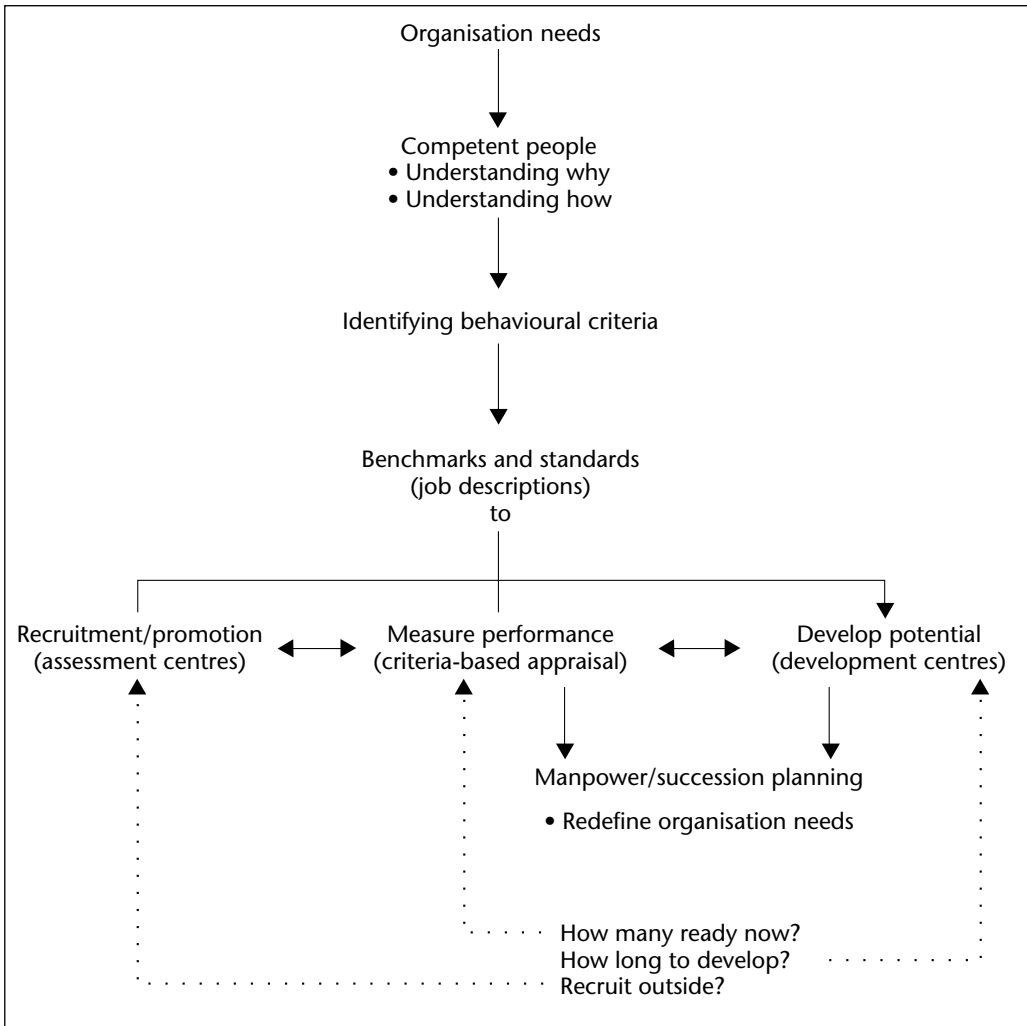 Organisation needs
Competent people
• Understanding why
• Understanding how
Identifying behavioural criteria
Benchmarks and standards
(job descriptions)
to
Recruitment/promotion
(assessment centres)
Measure performance
(criteria-based appraisal)
Develop potential
(development centres)
Manpower/succession planning
• Redefine organisation needs
How many ready now?
How long to develop?
Recruit outside?